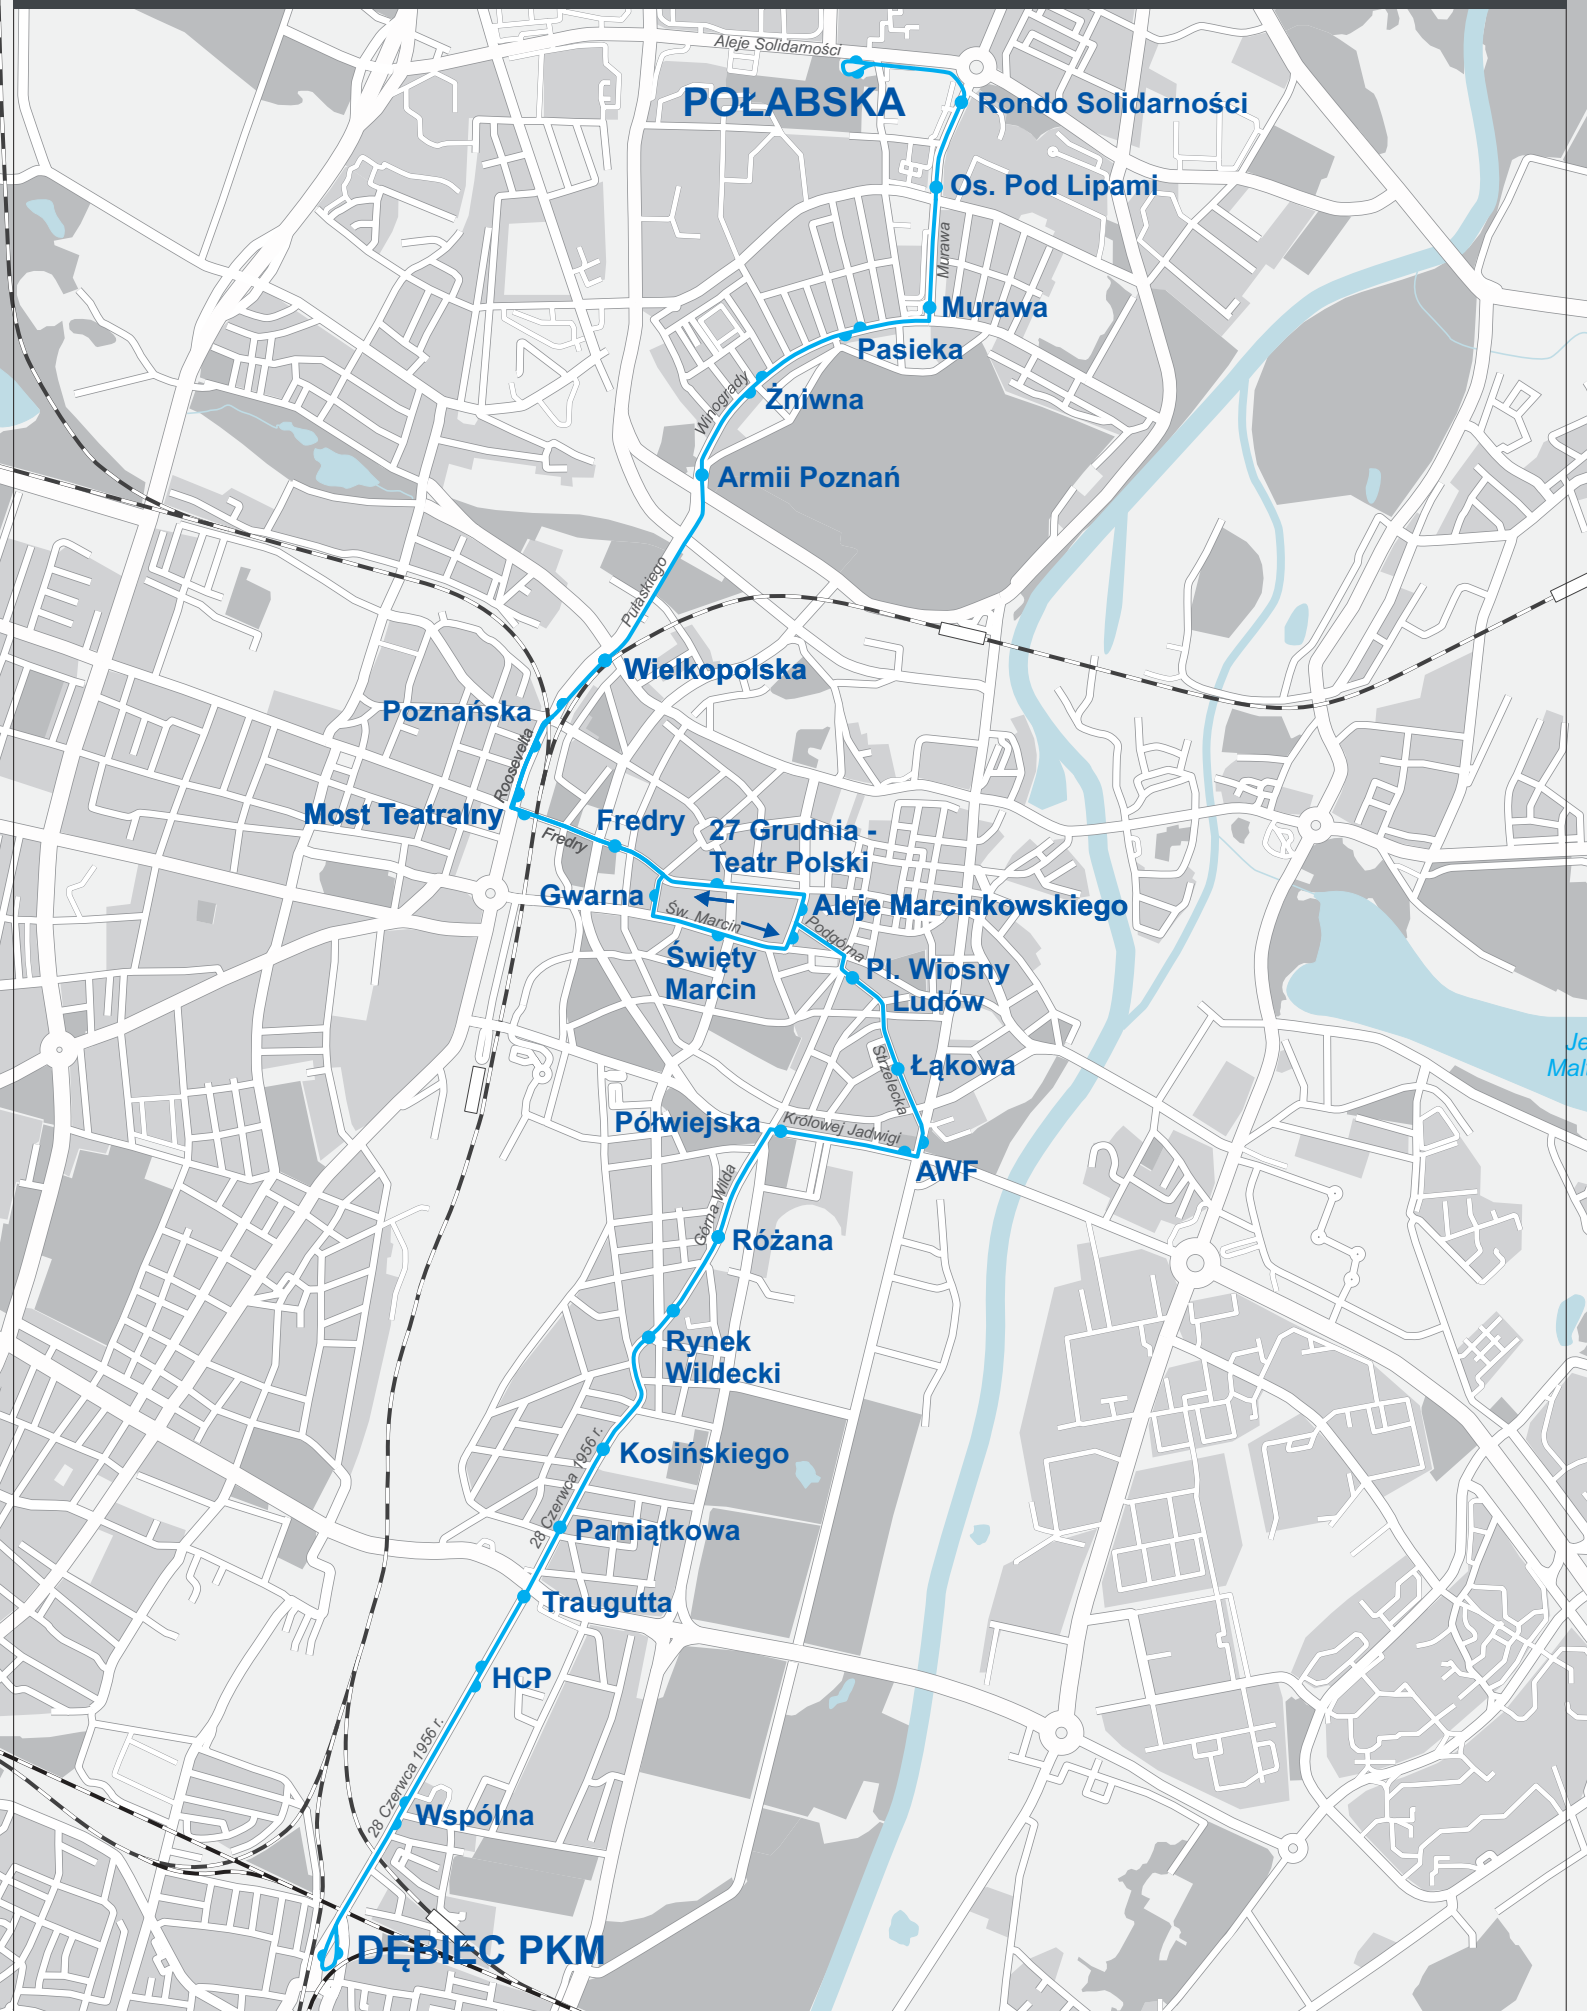 Aleje Solidarności
POŁABSKA
Rondo Solidarności
Os. Pod Lipami
Murawa
Murawa
Pasieka
Winogrady
Żniwna
Armii Poznań
Pułaskiego
Wielkopolska
Poznańska
Roosevelta
Most Teatralny
Fredry
Fredry
27 Grudnia -
Teatr Polski
Gwarna
Św. Marcin
Aleje Marcinkowskiego
Podgórna
Święty
Marcin
Pl. Wiosny
Ludów
Je
Mal
Strzelecka
Łąkowa
Półwiejska
Królowej Jadwigi
AWF
Górna Wilda
Różana
Rynek
Wildecki
28 Czerwca 1956 r.
Kosińskiego
Pamiątkowa
Traugutta
HCP
28 Czerwca 1956 r.
Wspólna
DĘBIEC PKM